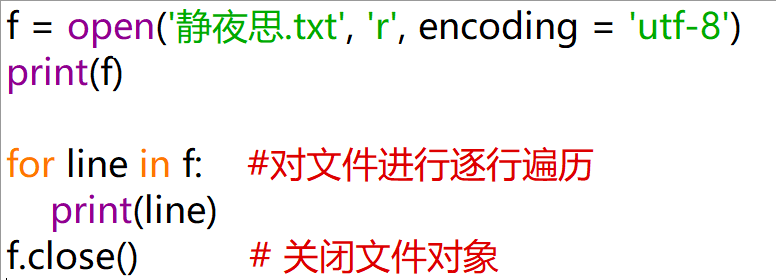 f = open('静夜思.txt', 'r', encoding = 'utf-8')
print(f)
for line in f:    #对文件进行逐行遍历
    print(line)
f.close()          # 关闭文件对象